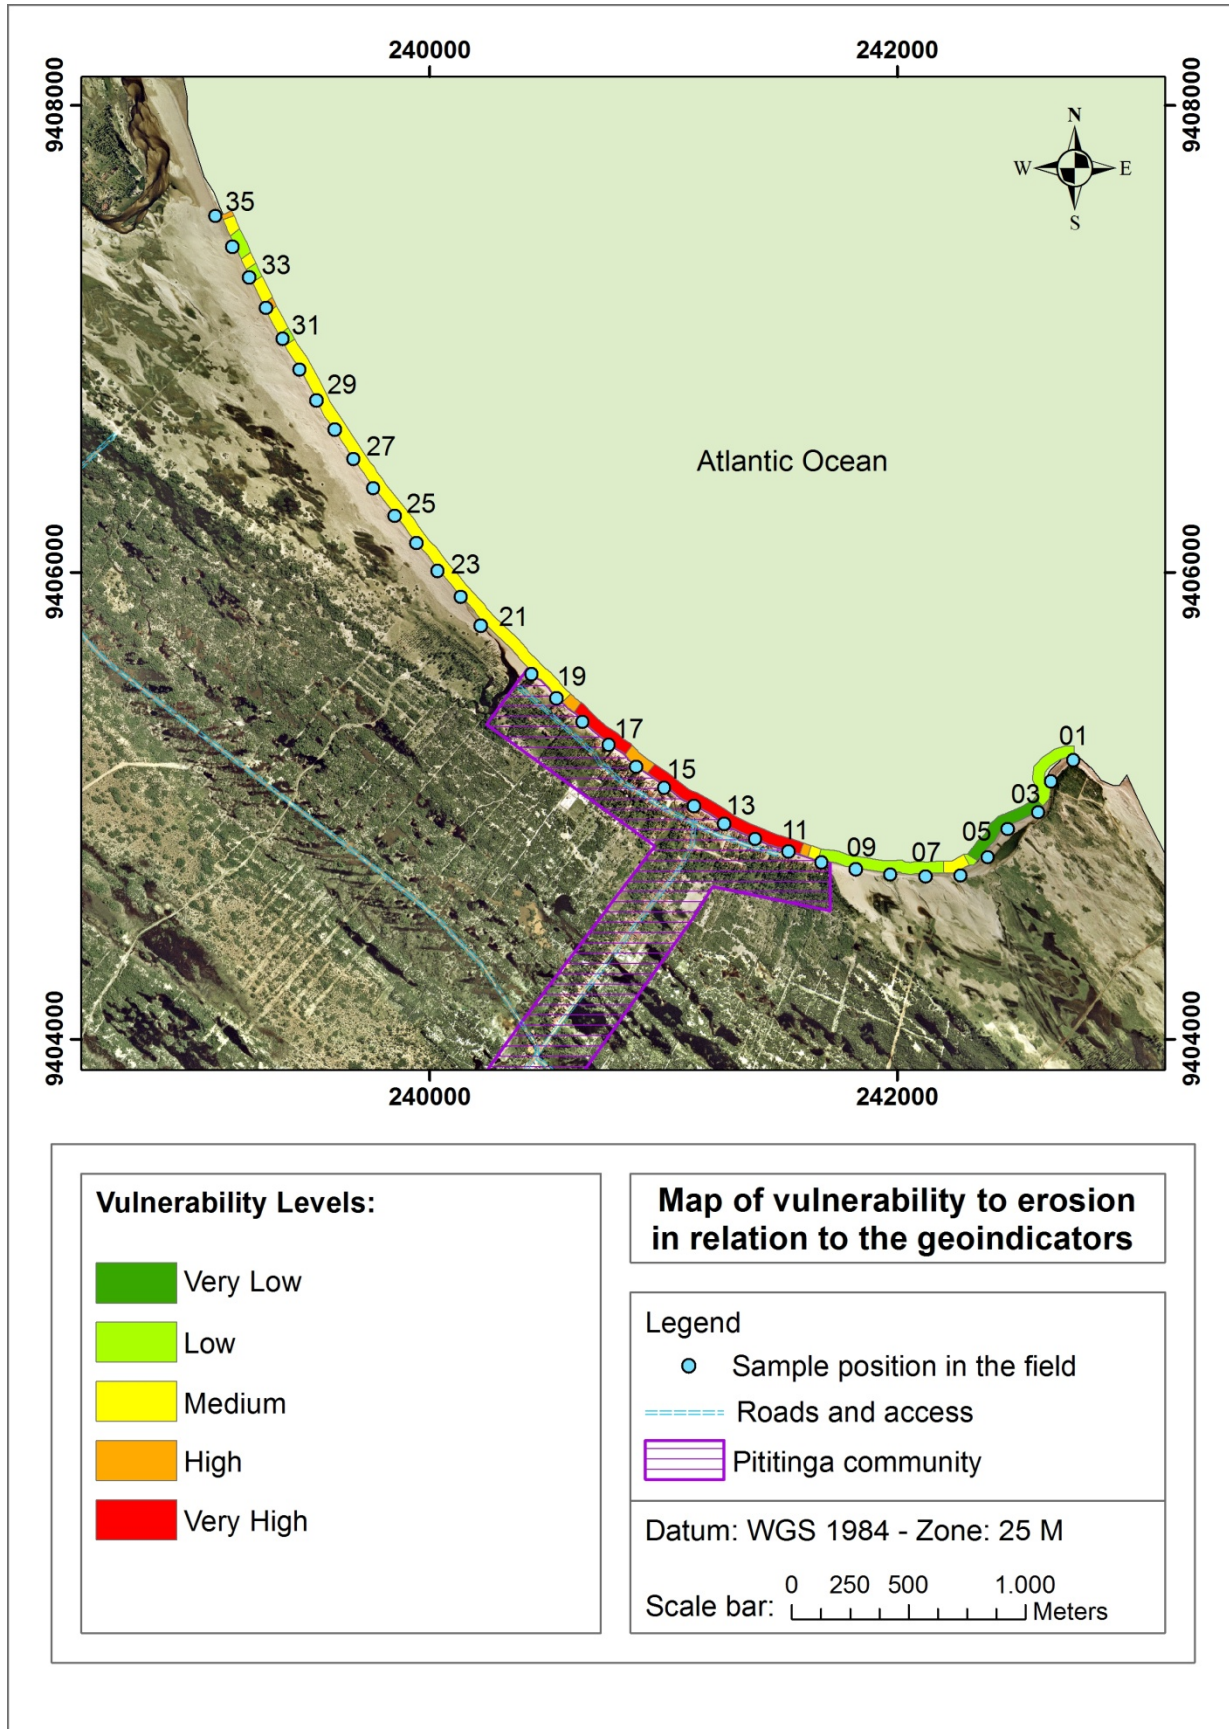 240000
242000
9408000
9408000
N
W
E
S
35
33
31
29
27
Atlantic Ocean
25
23
9406000
9406000
21
19
17
01
15
03
13
05
11
09
07
9404000
9404000
240000
242000
Vulnerability Levels:
Very Low
Low
Medium
High
Very High
Map of vulnerability to erosion
in relation to the geoindicators
Legend
Sample position in the field
Roads and access
Pititinga community
Datum: WGS 1984 - Zone: 25 M
0 250 500 1.000
Scale bar: Meters